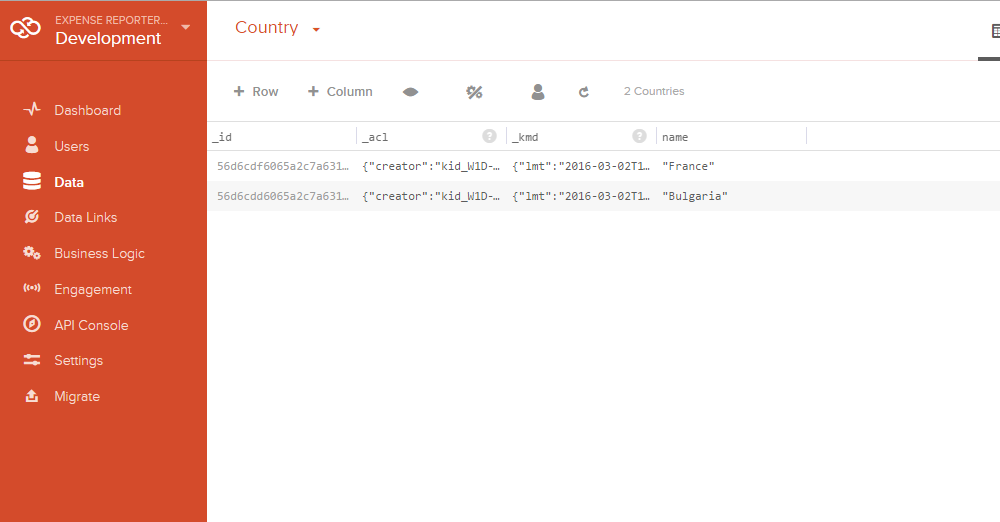 EXPENSE REPORTER...
Development
Dashboard
Users
Data
Data Links
Business Logic
Engagement
API Console
Settings
Migrate
Country
+ Row + Column 2 Countries
_id _acl ? _kmd ? name
56d6cdf6065a2c7a631... {"creator":"kid_W1D-... {"lmt":"2016-03-02T1... "France"
56d6cdd6065a2c7a631... {"creator":"kid_W1D-... {"lmt":"2016-03-02T1... "Bulgaria"